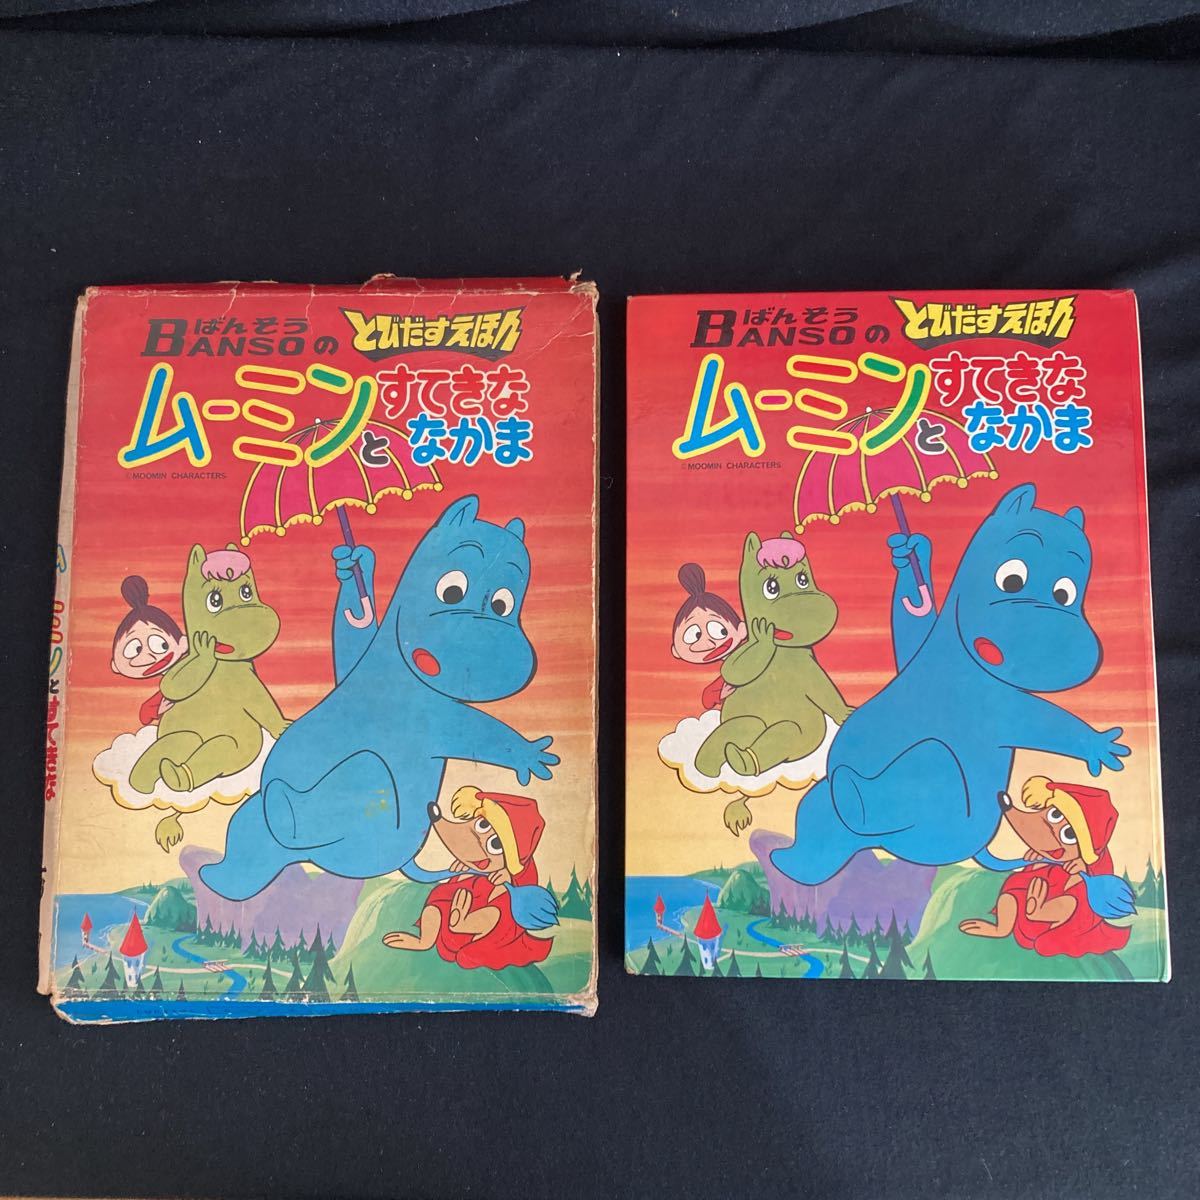 ばんそう
BANSOの
とびだすえほん
ムーミンと
すてきな
なかま
©MOOMIN CHARACTERS
ばんそう
BANSOの
とびだすえほん
ムーミンと
すてきな
なかま
©MOOMIN CHARACTERS